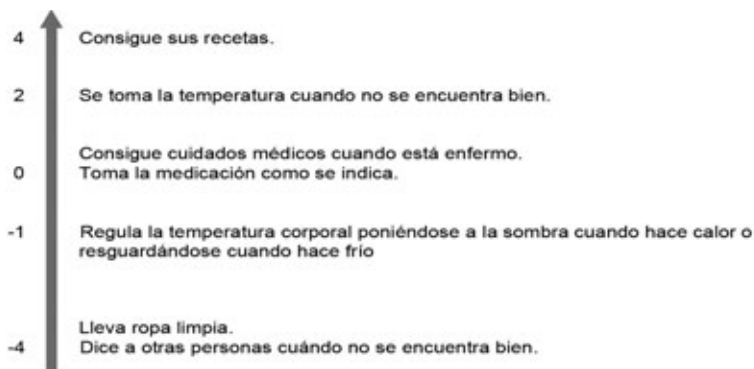 4 Consigue sus recetas.
2 Se toma la temperatura cuando no se encuentra bien.
Consigue cuidados médicos cuando está enfermo.
0 Toma la medicación como se indica.
-1 Regula la temperatura corporal poniéndose a la sombra cuando hace calor o
resguardándose cuando hace frío
Lleva ropa limpia.
-4 Dice a otras personas cuándo no se encuentra bien.